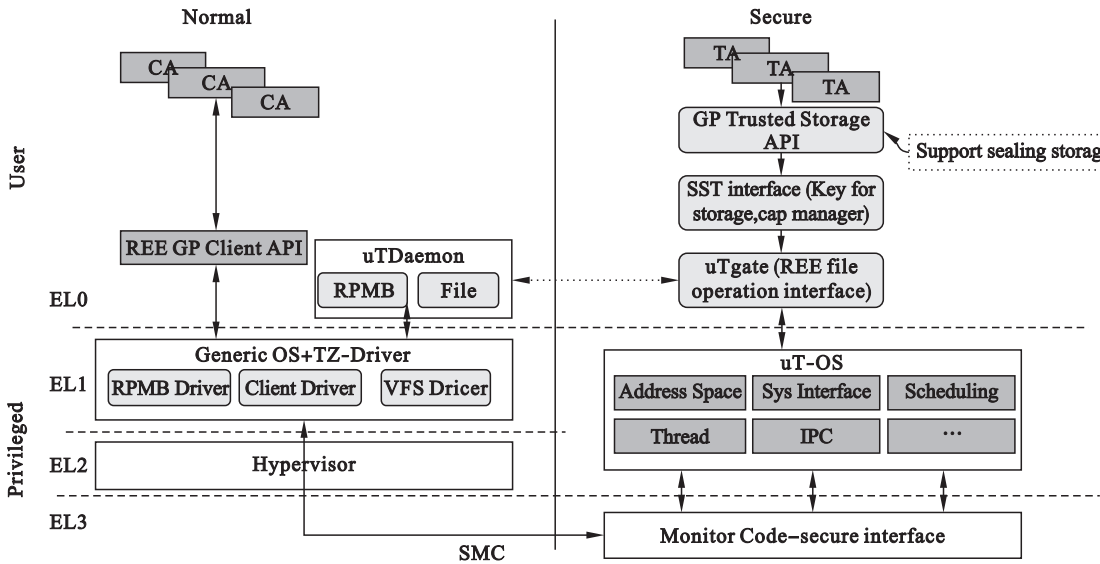 Normal
Secure
CA
CA
CA
TA
TA
TA
GP Trusted Storage
API
Support sealing storag
User
SST interface (Key for
storage,cap manager)
REE GP Client API
uTDaemon
RPMB
File
uTgate (REE file
operation interface)
EL0
Generic OS+TZ-Driver
uT-OS
EL1
RPMB Driver
Client Driver
VFS Dricer
Address Space
Sys Interface
Scheduling
Thread
IPC
...
Privileged
EL2
Hypervisor
EL3
Monitor Code-secure interface
SMC